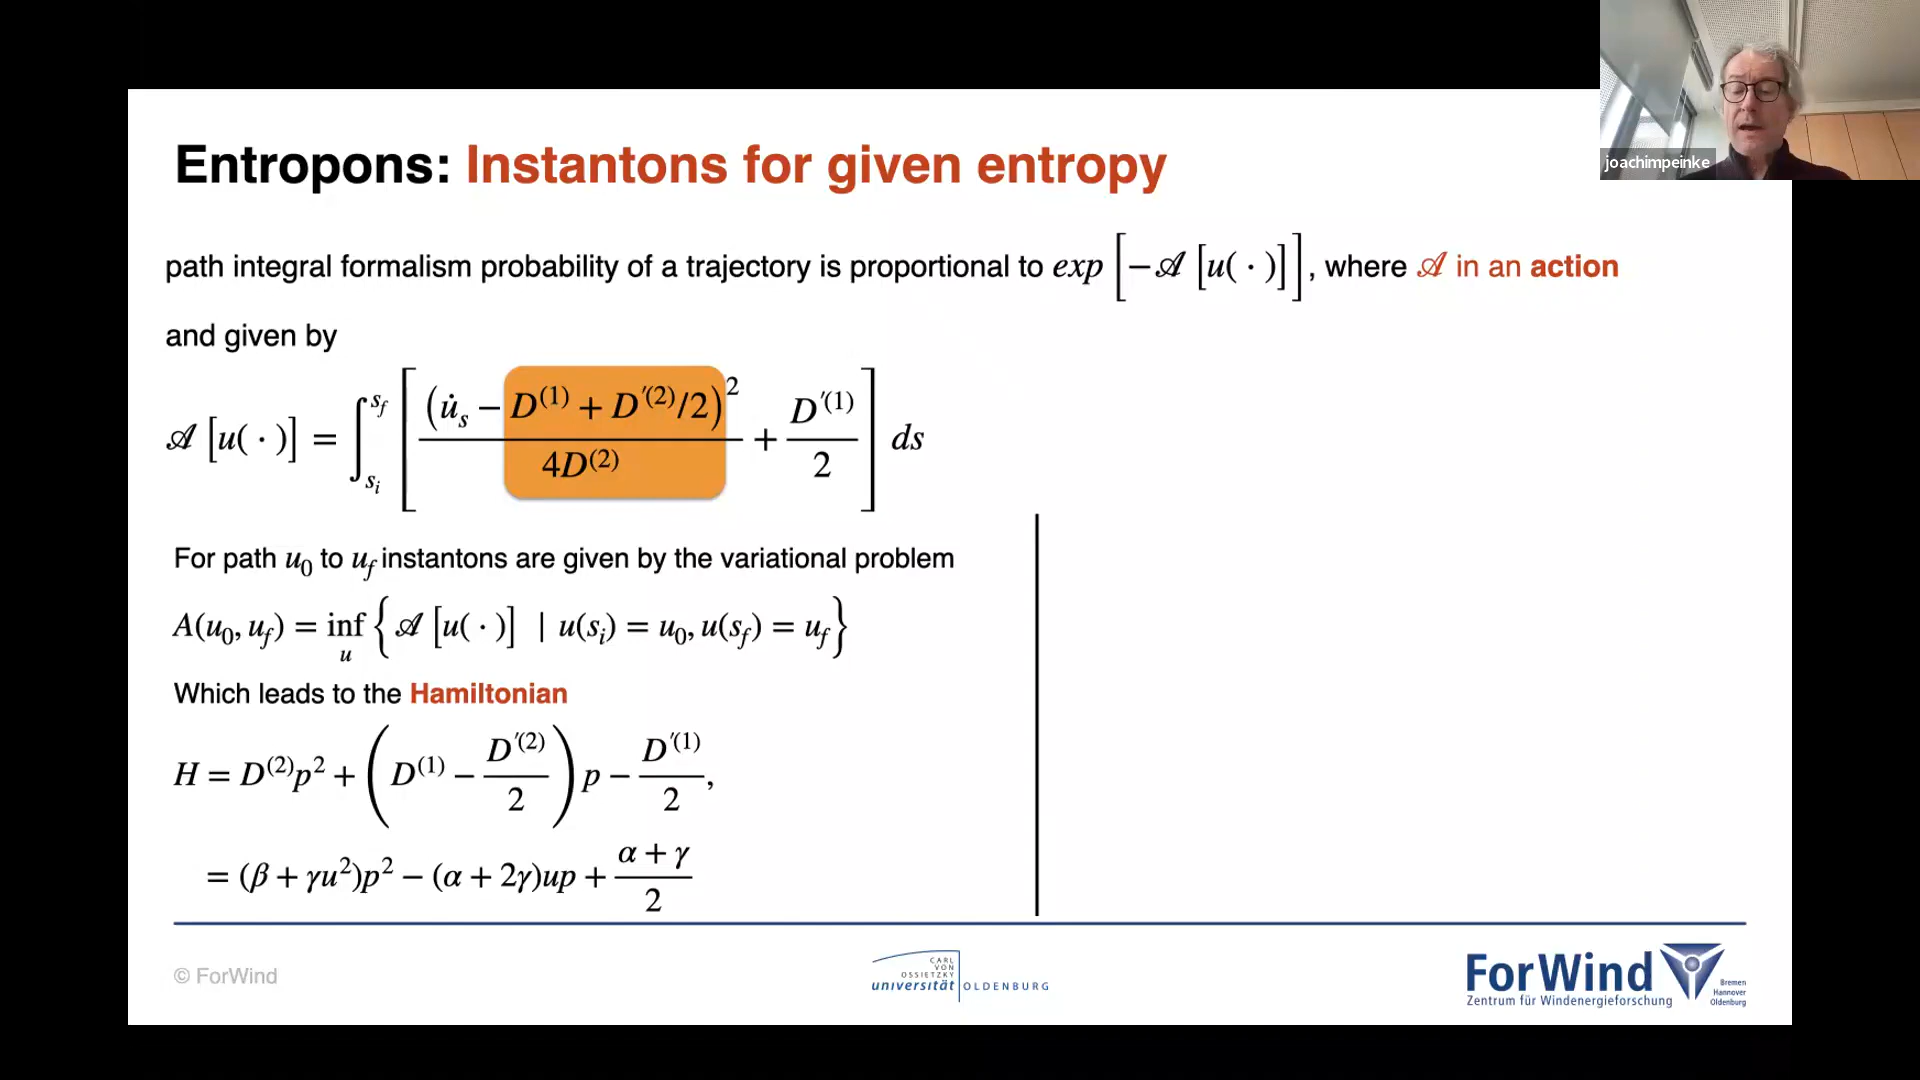 joachimpeinke
Entropons: Instantons for given entropy
path integral formalism probability of a trajectory is proportional to exp [−𝒜 [u(·)]], where 𝒜 in an action
and given by
𝒜 [u(·)] = ∫_{s_i}^{s_f} [ (u̇_s − D^{(1)} + D^{′(2)}/2)^2 / 4D^{(2)} + D^{′(1)} / 2 ] ds
For path u_0 to u_f instantons are given by the variational problem
A(u_0, u_f) = inf_u {𝒜 [u(·)] | u(s_i) = u_0, u(s_f) = u_f}
Which leads to the Hamiltonian
H = D^{(2)}p^2 + (D^{(1)} − D^{′(2)} / 2) p − D^{′(1)} / 2,
= (β + γu^2)p^2 − (α + 2γ)up + (α + γ) / 2
© ForWind
CARL
VON
OSSIETZKY
universität OLDENBURG
ForWind
Zentrum für Windenergieforschung
Bremen
Hannover
Oldenburg